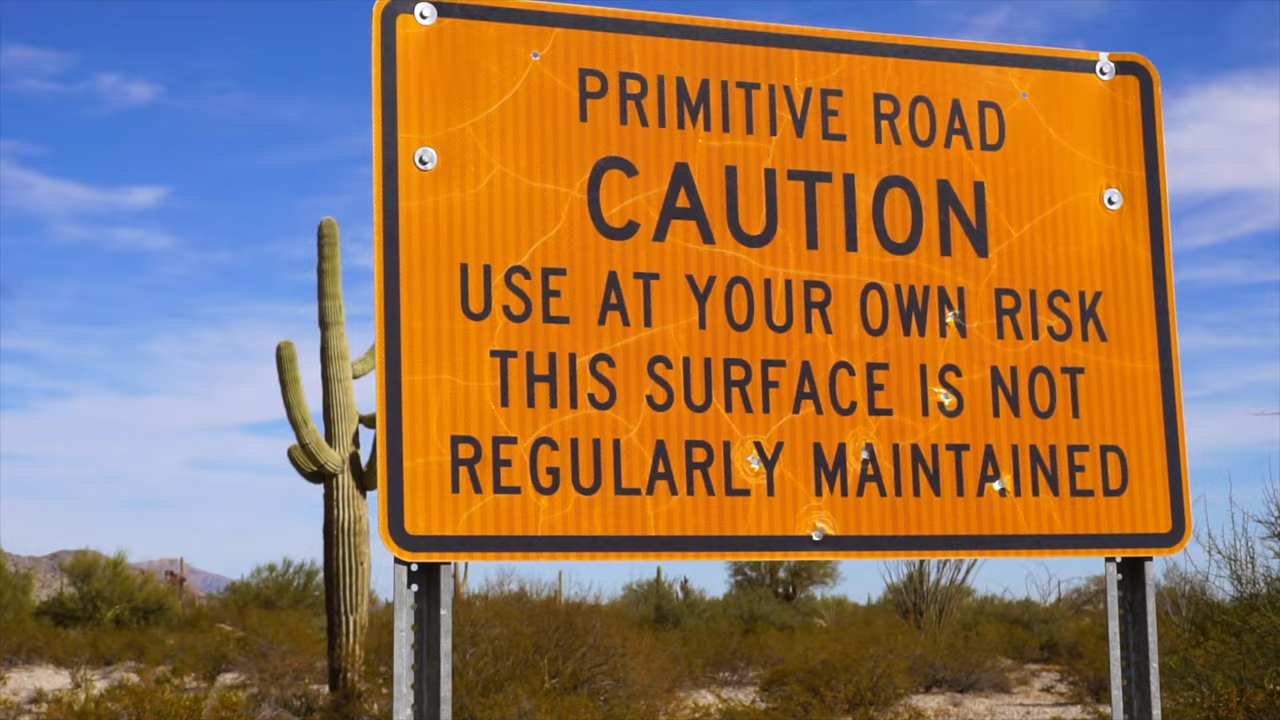 PRIMITIVE ROAD
CAUTION
USE AT YOUR OWN RISK
THIS SURFACE IS NOT
REGULARLY MAINTAINED